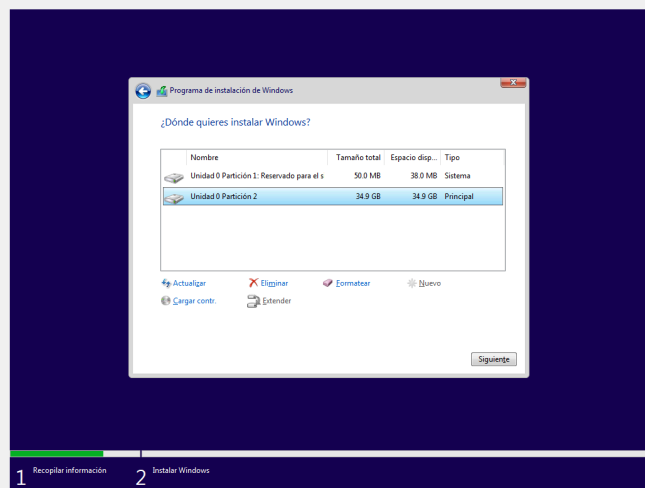 Programa de instalación de Windows
¿Dónde quieres instalar Windows?
Nombre Tamaño total Espacio disp... Tipo
Unidad 0 Partición 1: Reservado para el s 50.0 MB 38.0 MB Sistema
Unidad 0 Partición 2 34.9 GB 34.9 GB Principal
Actualizar Eliminar Formatear Nuevo
Cargar contr. Extender
Siguiente
1 Recopilar información 2 Instalar Windows